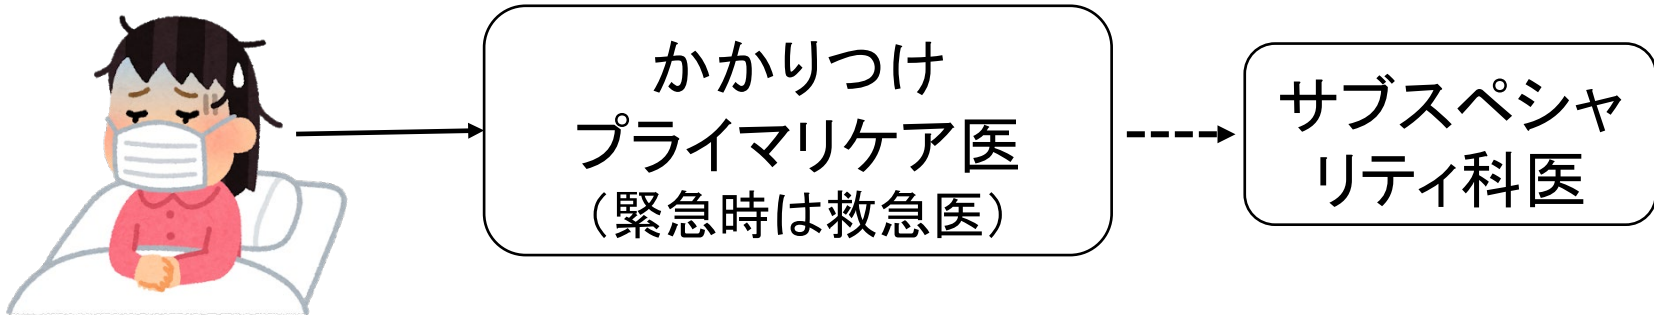 かかりつけ
プライマリケア医
（緊急時は救急医）
サブスペシャ
リティ科医